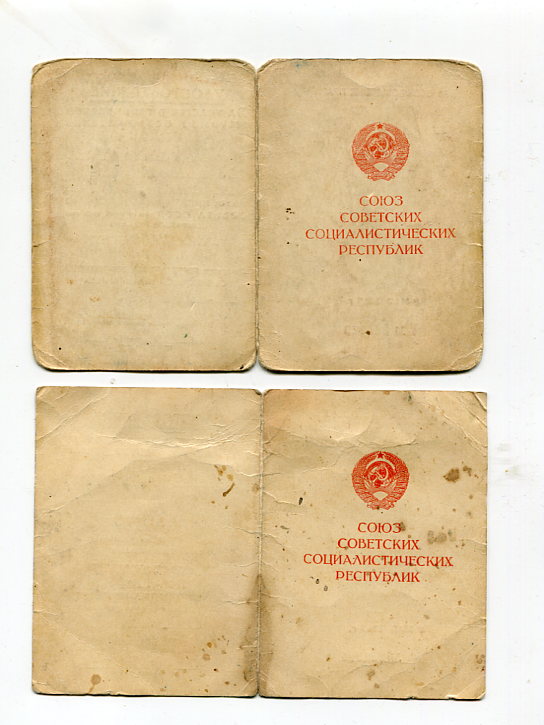 СОЮЗ
СОВЕТСКИХ
СОЦИАЛИСТИЧЕСКИХ
РЕСПУБЛИК
СОЮЗ
СОВЕТСКИХ
СОЦИАЛИСТИЧЕСКИХ
РЕСПУБЛИК